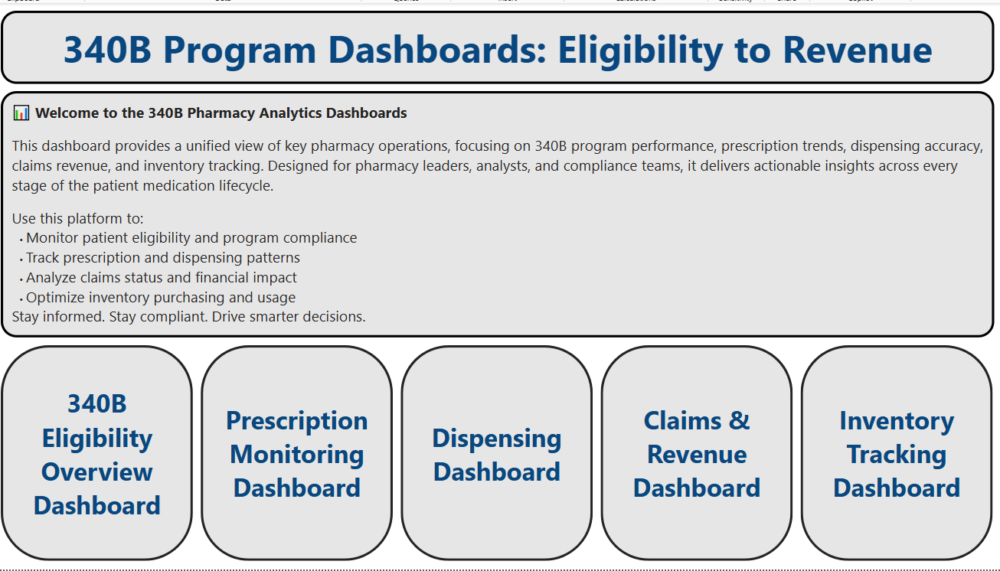 340B Program Dashboards: Eligibility to Revenue
📊 Welcome to the 340B Pharmacy Analytics Dashboards
This dashboard provides a unified view of key pharmacy operations, focusing on 340B program performance, prescription trends, dispensing accuracy,
claims revenue, and inventory tracking. Designed for pharmacy leaders, analysts, and compliance teams, it delivers actionable insights across every
stage of the patient medication lifecycle.
Use this platform to:
• Monitor patient eligibility and program compliance
• Track prescription and dispensing patterns
• Analyze claims status and financial impact
• Optimize inventory purchasing and usage
Stay informed. Stay compliant. Drive smarter decisions.
340B
Eligibility
Overview
Dashboard
Prescription
Monitoring
Dashboard
Dispensing
Dashboard
Claims &
Revenue
Dashboard
Inventory
Tracking
Dashboard